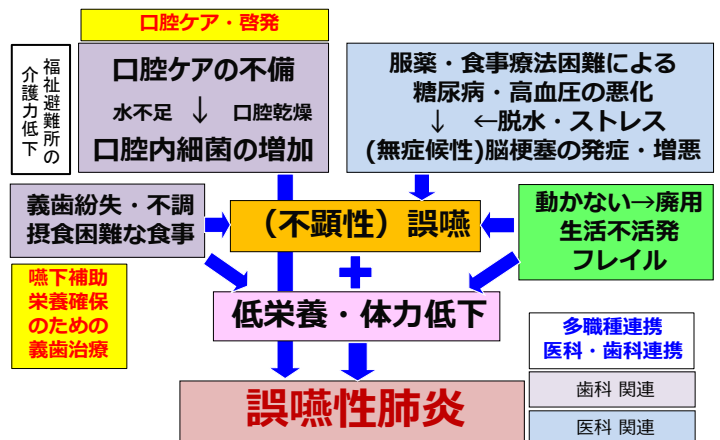 口腔ケア・啓発
福祉避難所の
介護力低下
口腔ケアの不備
水不足 ↓ 口腔乾燥
口腔内細菌の増加
服薬・食事療法困難による
糖尿病・高血圧の悪化
↓ ←脱水・ストレス
(無症候性)脳梗塞の発症・増悪
義歯紛失・不調
摂食困難な食事
（不顕性）誤嚥
動かない→廃用
生活不活発
フレイル
嚥下補助
栄養確保
のための
義歯治療
低栄養・体力低下
多職種連携
医科・歯科連携
誤嚥性肺炎
歯科 関連
医科 関連